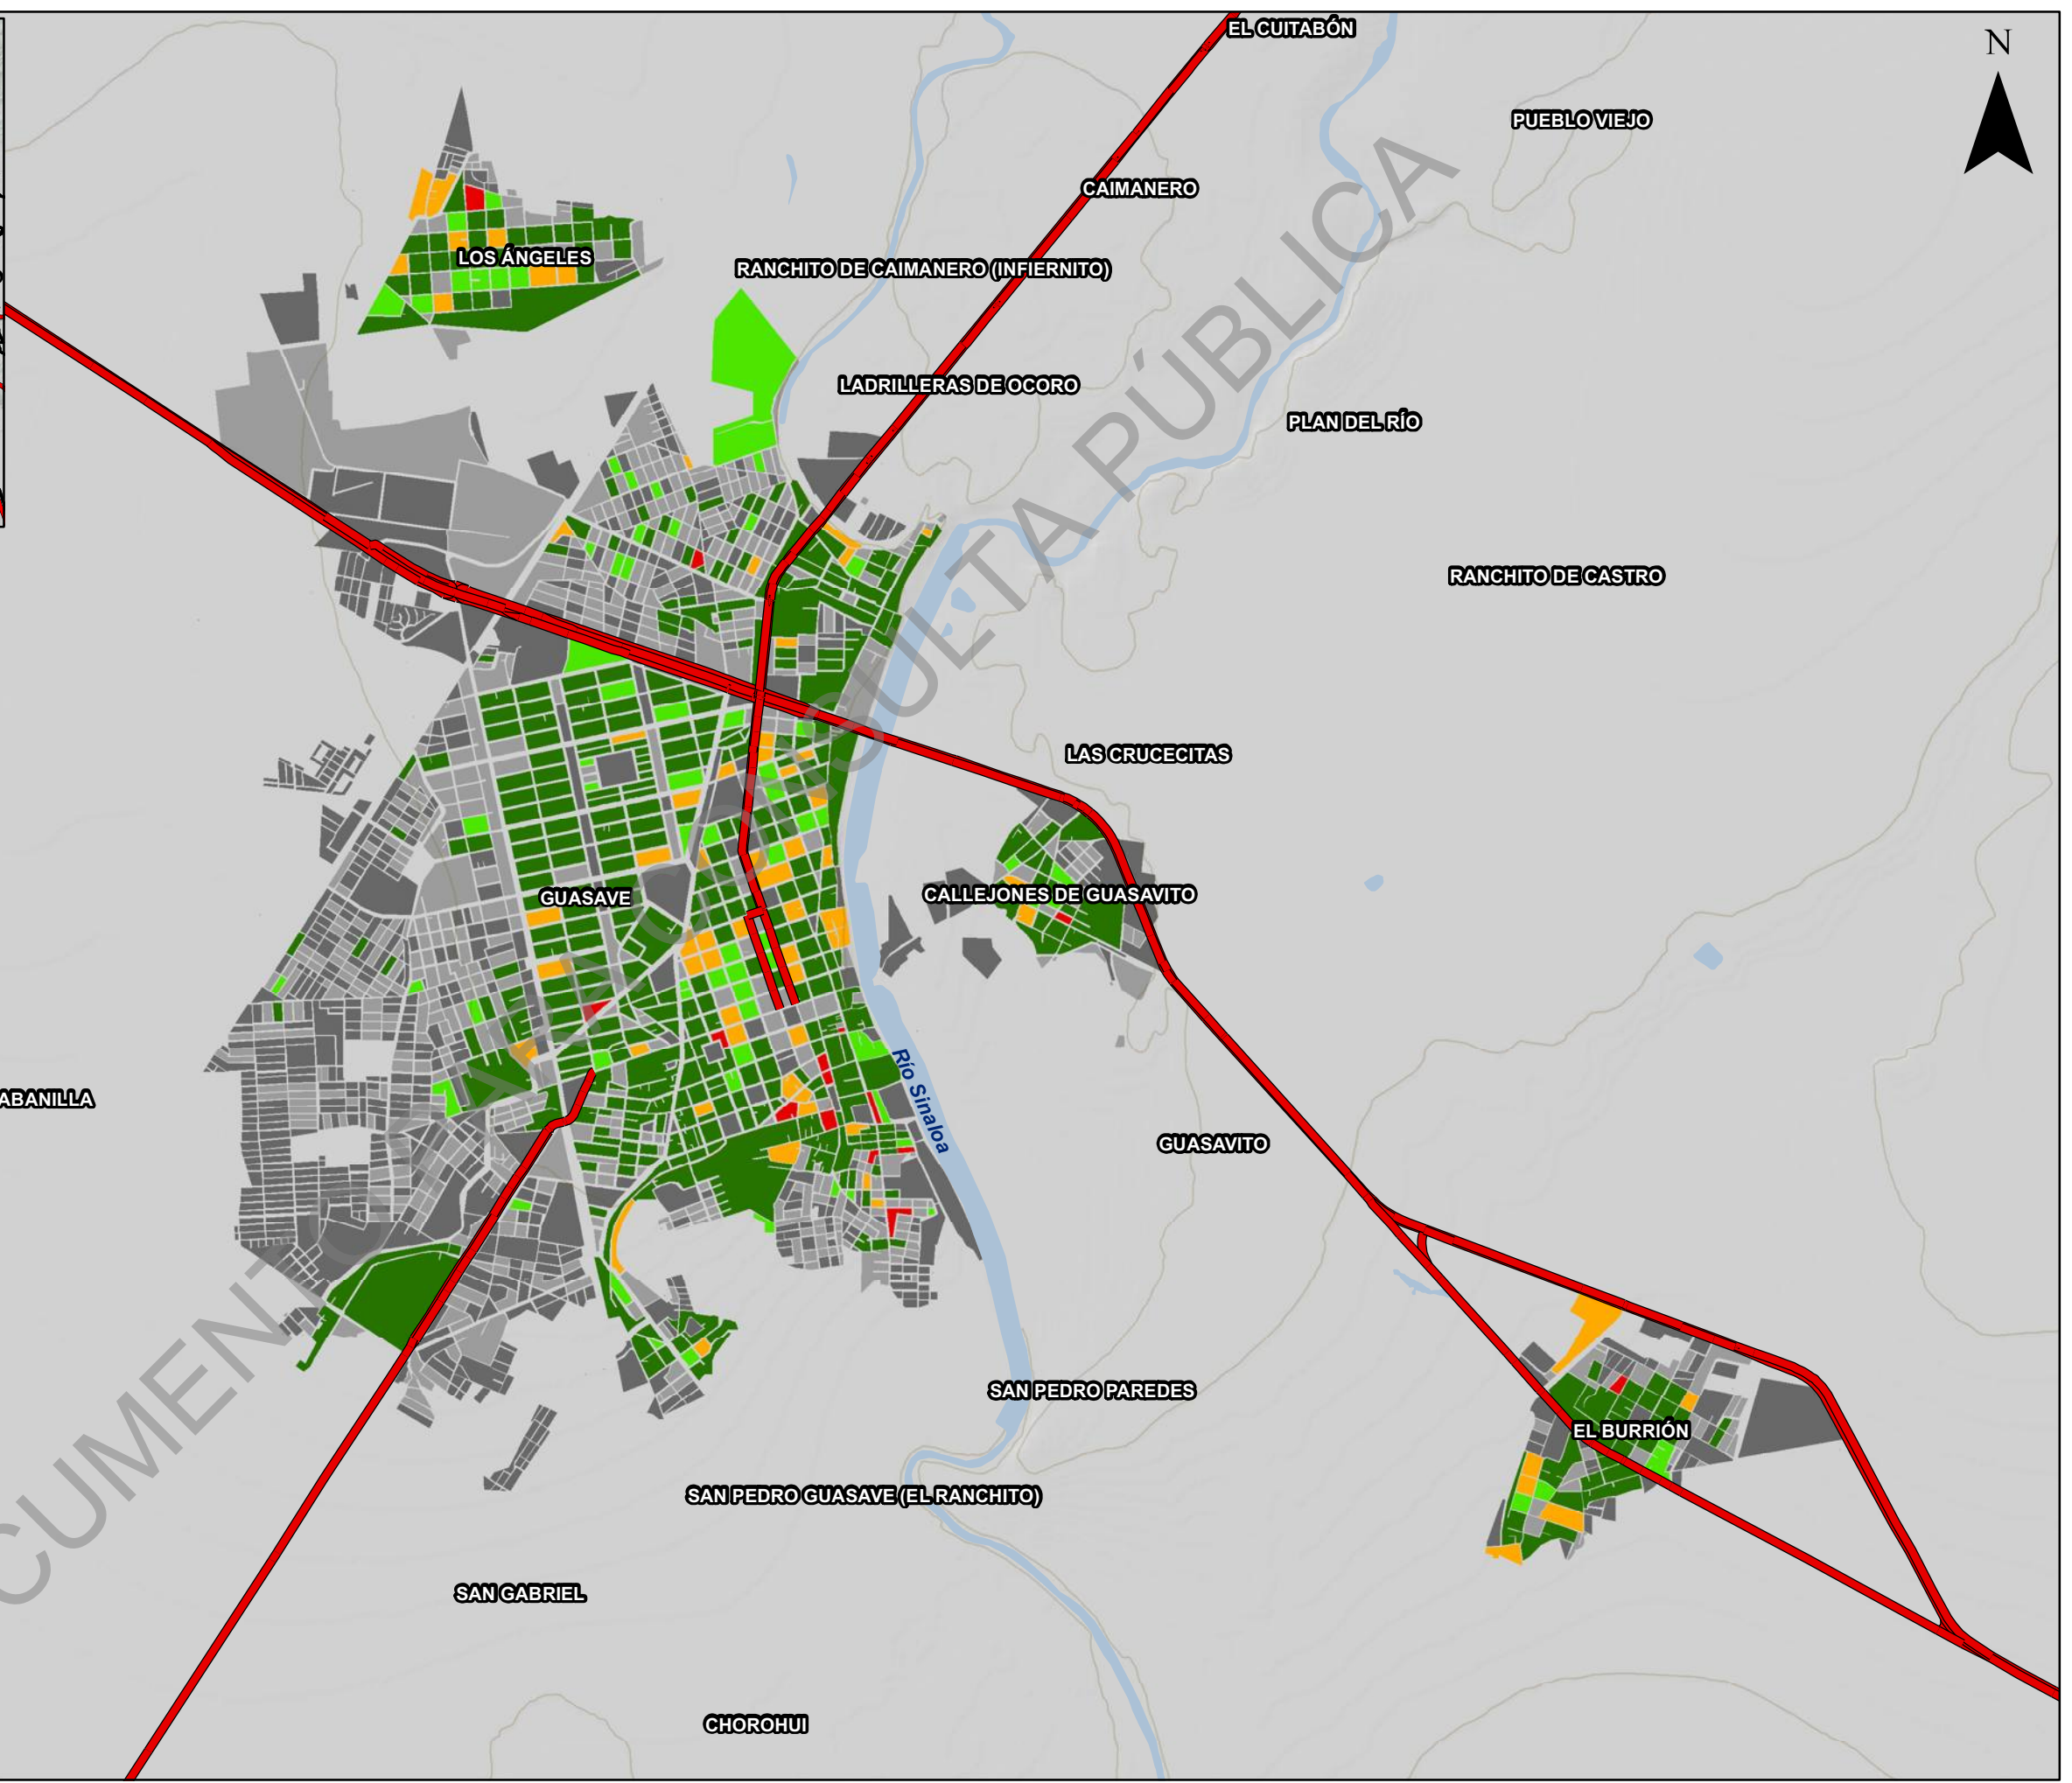 EL CUITABÓN
N
PUEBLO VIEJO
CAIMANERO
LOS ÁNGELES
RANCHITO DE CAIMANERO (INFIERNITO)
LADRILLERAS DE OCORO
PLAN DEL RÍO
RANCHITO DE CASTRO
LAS CRUCECITAS
GUASAVE
CALLEJONES DE GUASAVITO
Río Sinaloa
ABANILLA
GUASAVITO
SAN PEDRO PAREDES
EL BURRIÓN
SAN PEDRO GUASAVE (EL RANCHITO)
SAN GABRIEL
CHOROHUI
CUMENTO PARA CONSULTA PÚBLICA